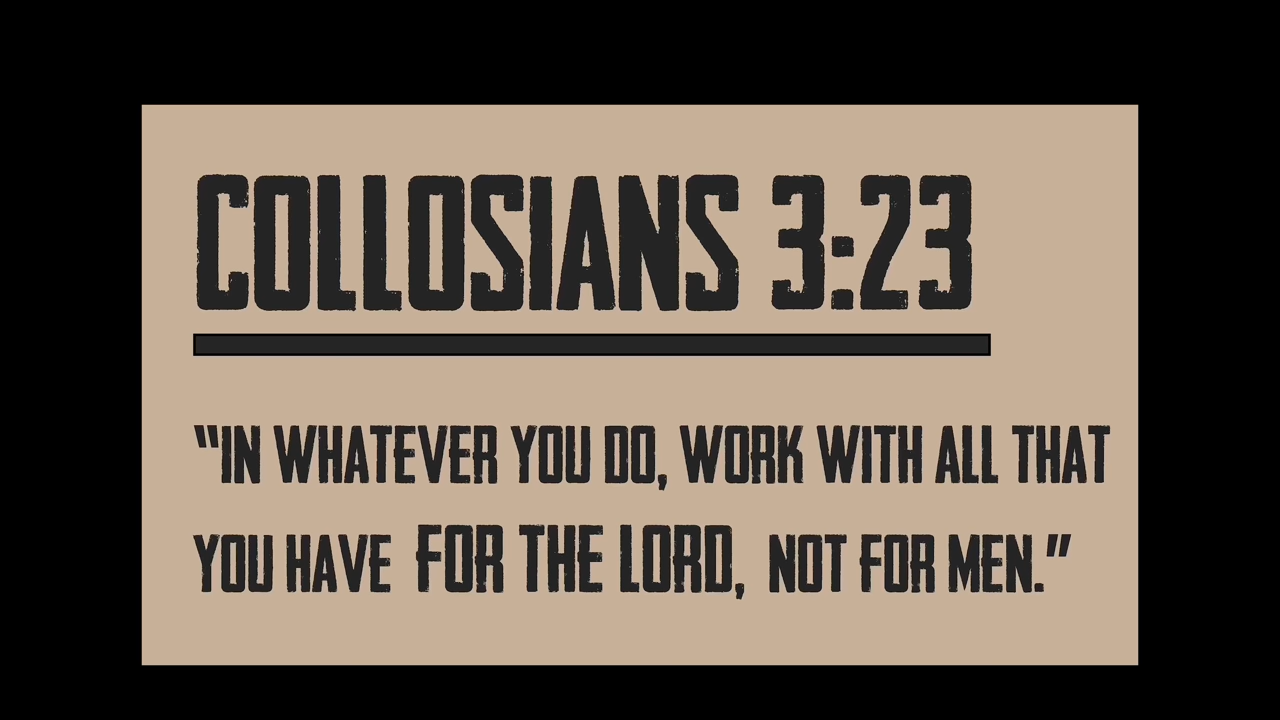 COLLOSIANS 3:23
“IN WHATEVER YOU DO, WORK WITH ALL THAT
YOU HAVE FOR THE LORD, NOT FOR MEN.”